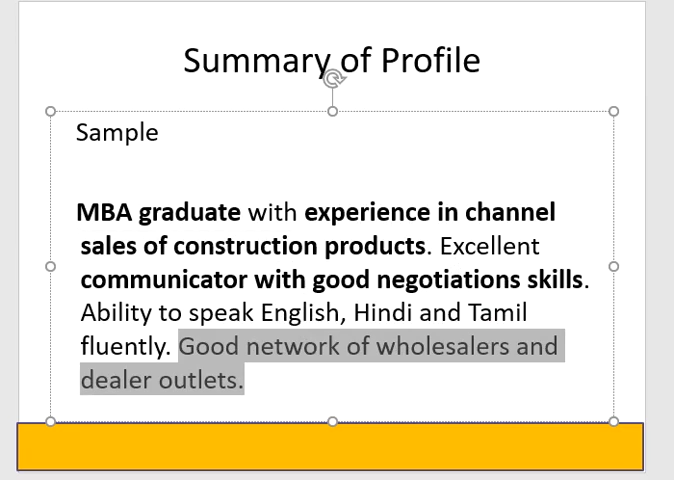 Summary of Profile
Sample
MBA graduate with experience in channel
sales of construction products. Excellent
communicator with good negotiations skills.
Ability to speak English, Hindi and Tamil
fluently. Good network of wholesalers and
dealer outlets.